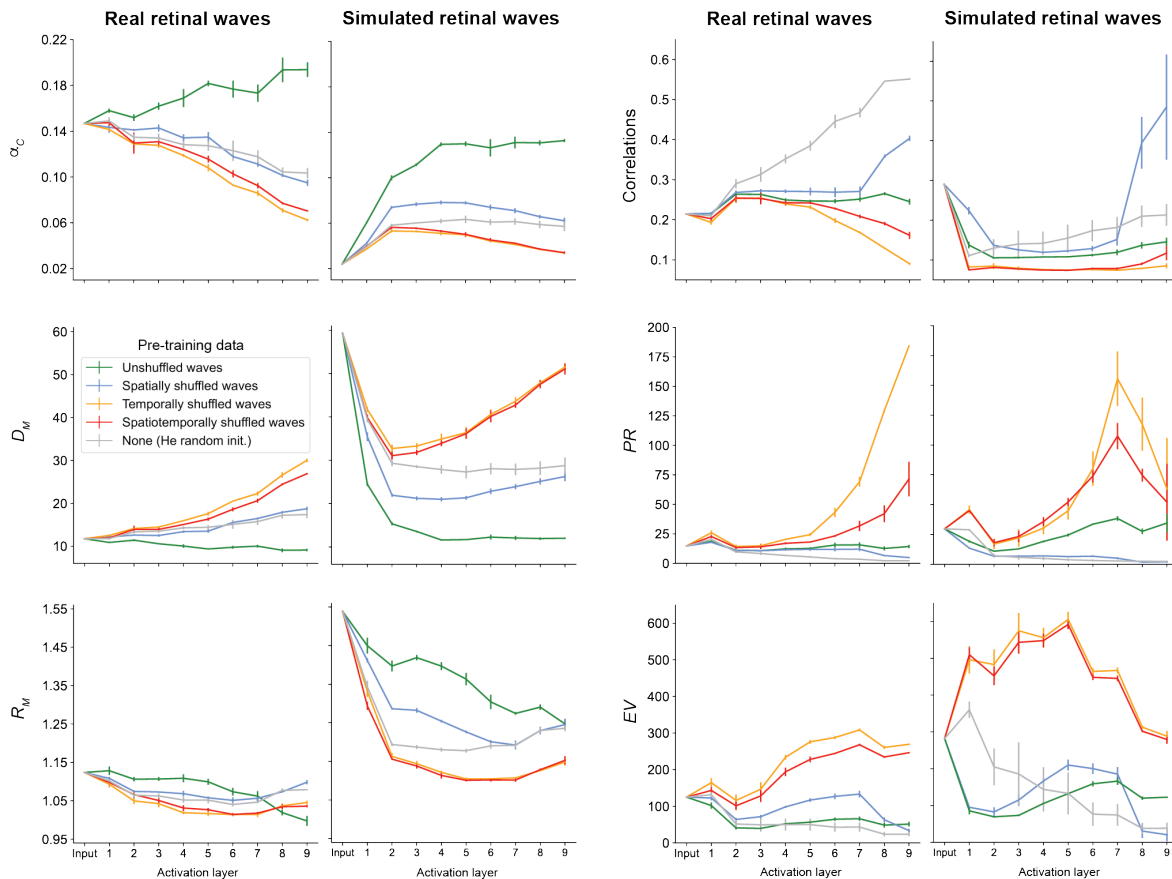 Real retinal waves
Simulated retinal waves
Real retinal waves
Simulated retinal waves
α_C
0.22
0.18
0.14
0.10
0.06
0.02
Correlations
0.6
0.5
0.4
0.3
0.2
0.1
D_M
60
50
40
30
20
10
Pre-training data
Unshuffled waves
Spatially shuffled waves
Temporally shuffled waves
Spatiotemporally shuffled waves
None (He random init.)
PR
200
175
150
125
100
75
50
25
0
R_M
1.55
1.45
1.35
1.25
1.15
1.05
0.95
Input 1 2 3 4 5 6 7 8 9
Activation layer
Input 1 2 3 4 5 6 7 8 9
Activation layer
EV
600
500
400
300
200
100
0
Input 1 2 3 4 5 6 7 8 9
Activation layer
Input 1 2 3 4 5 6 7 8 9
Activation layer